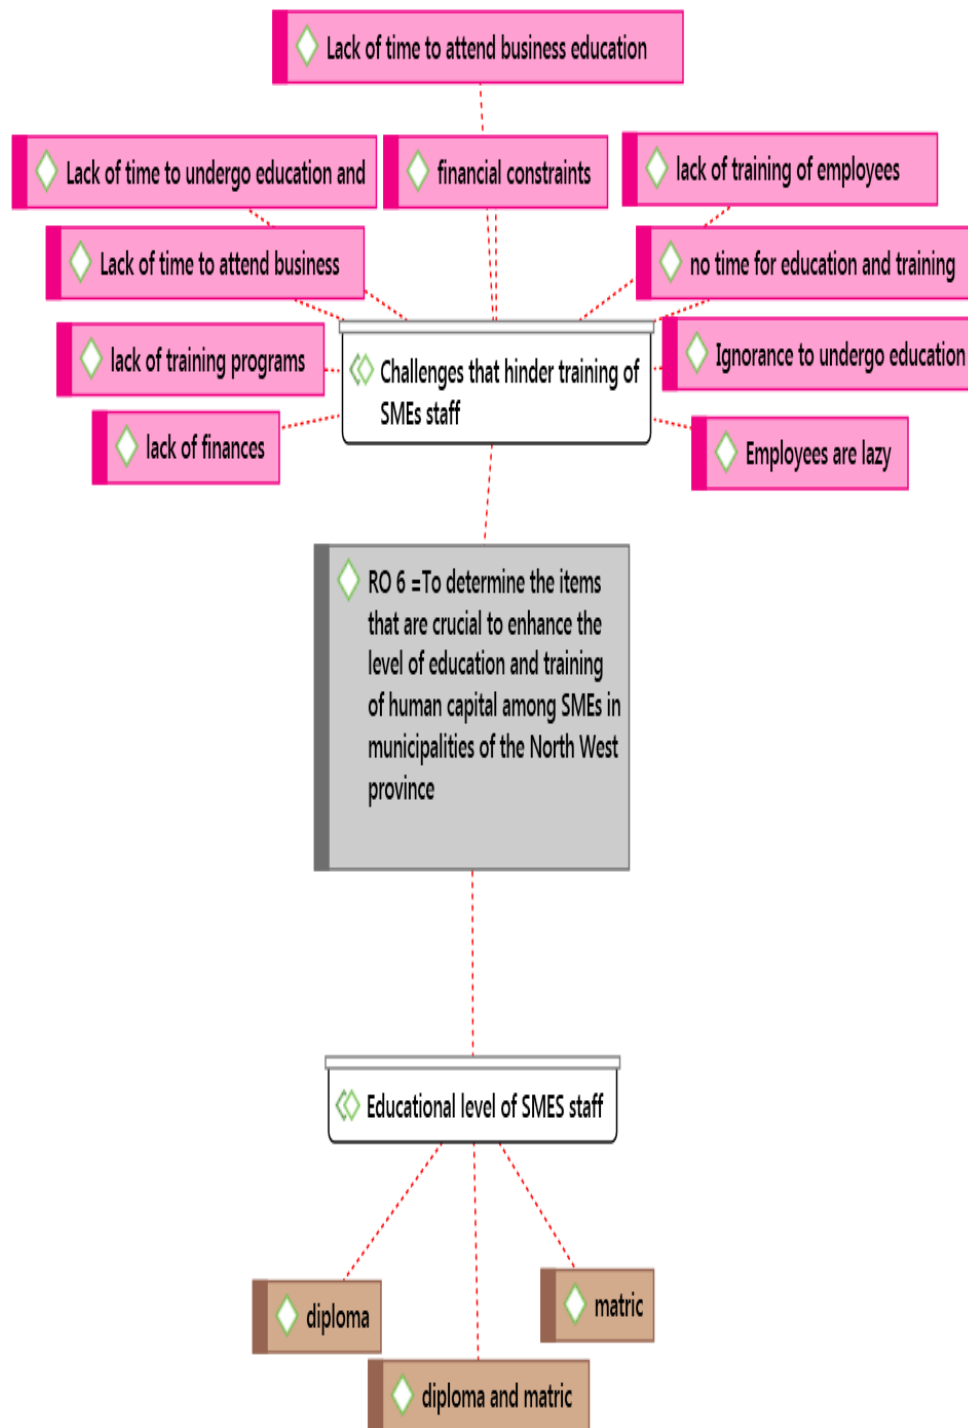 Lack of time to attend business education
Lack of time to undergo education and
financial constraints
lack of training of employees
Lack of time to attend business
no time for education and training
lack of training programs
Challenges that hinder training of
SMEs staff
Ignorance to undergo education
lack of finances
Employees are lazy
RO 6 =To determine the items
that are crucial to enhance the
level of education and training
of human capital among SMEs in
municipalities of the North West
province
Educational level of SMES staff
diploma
matric
diploma and matric